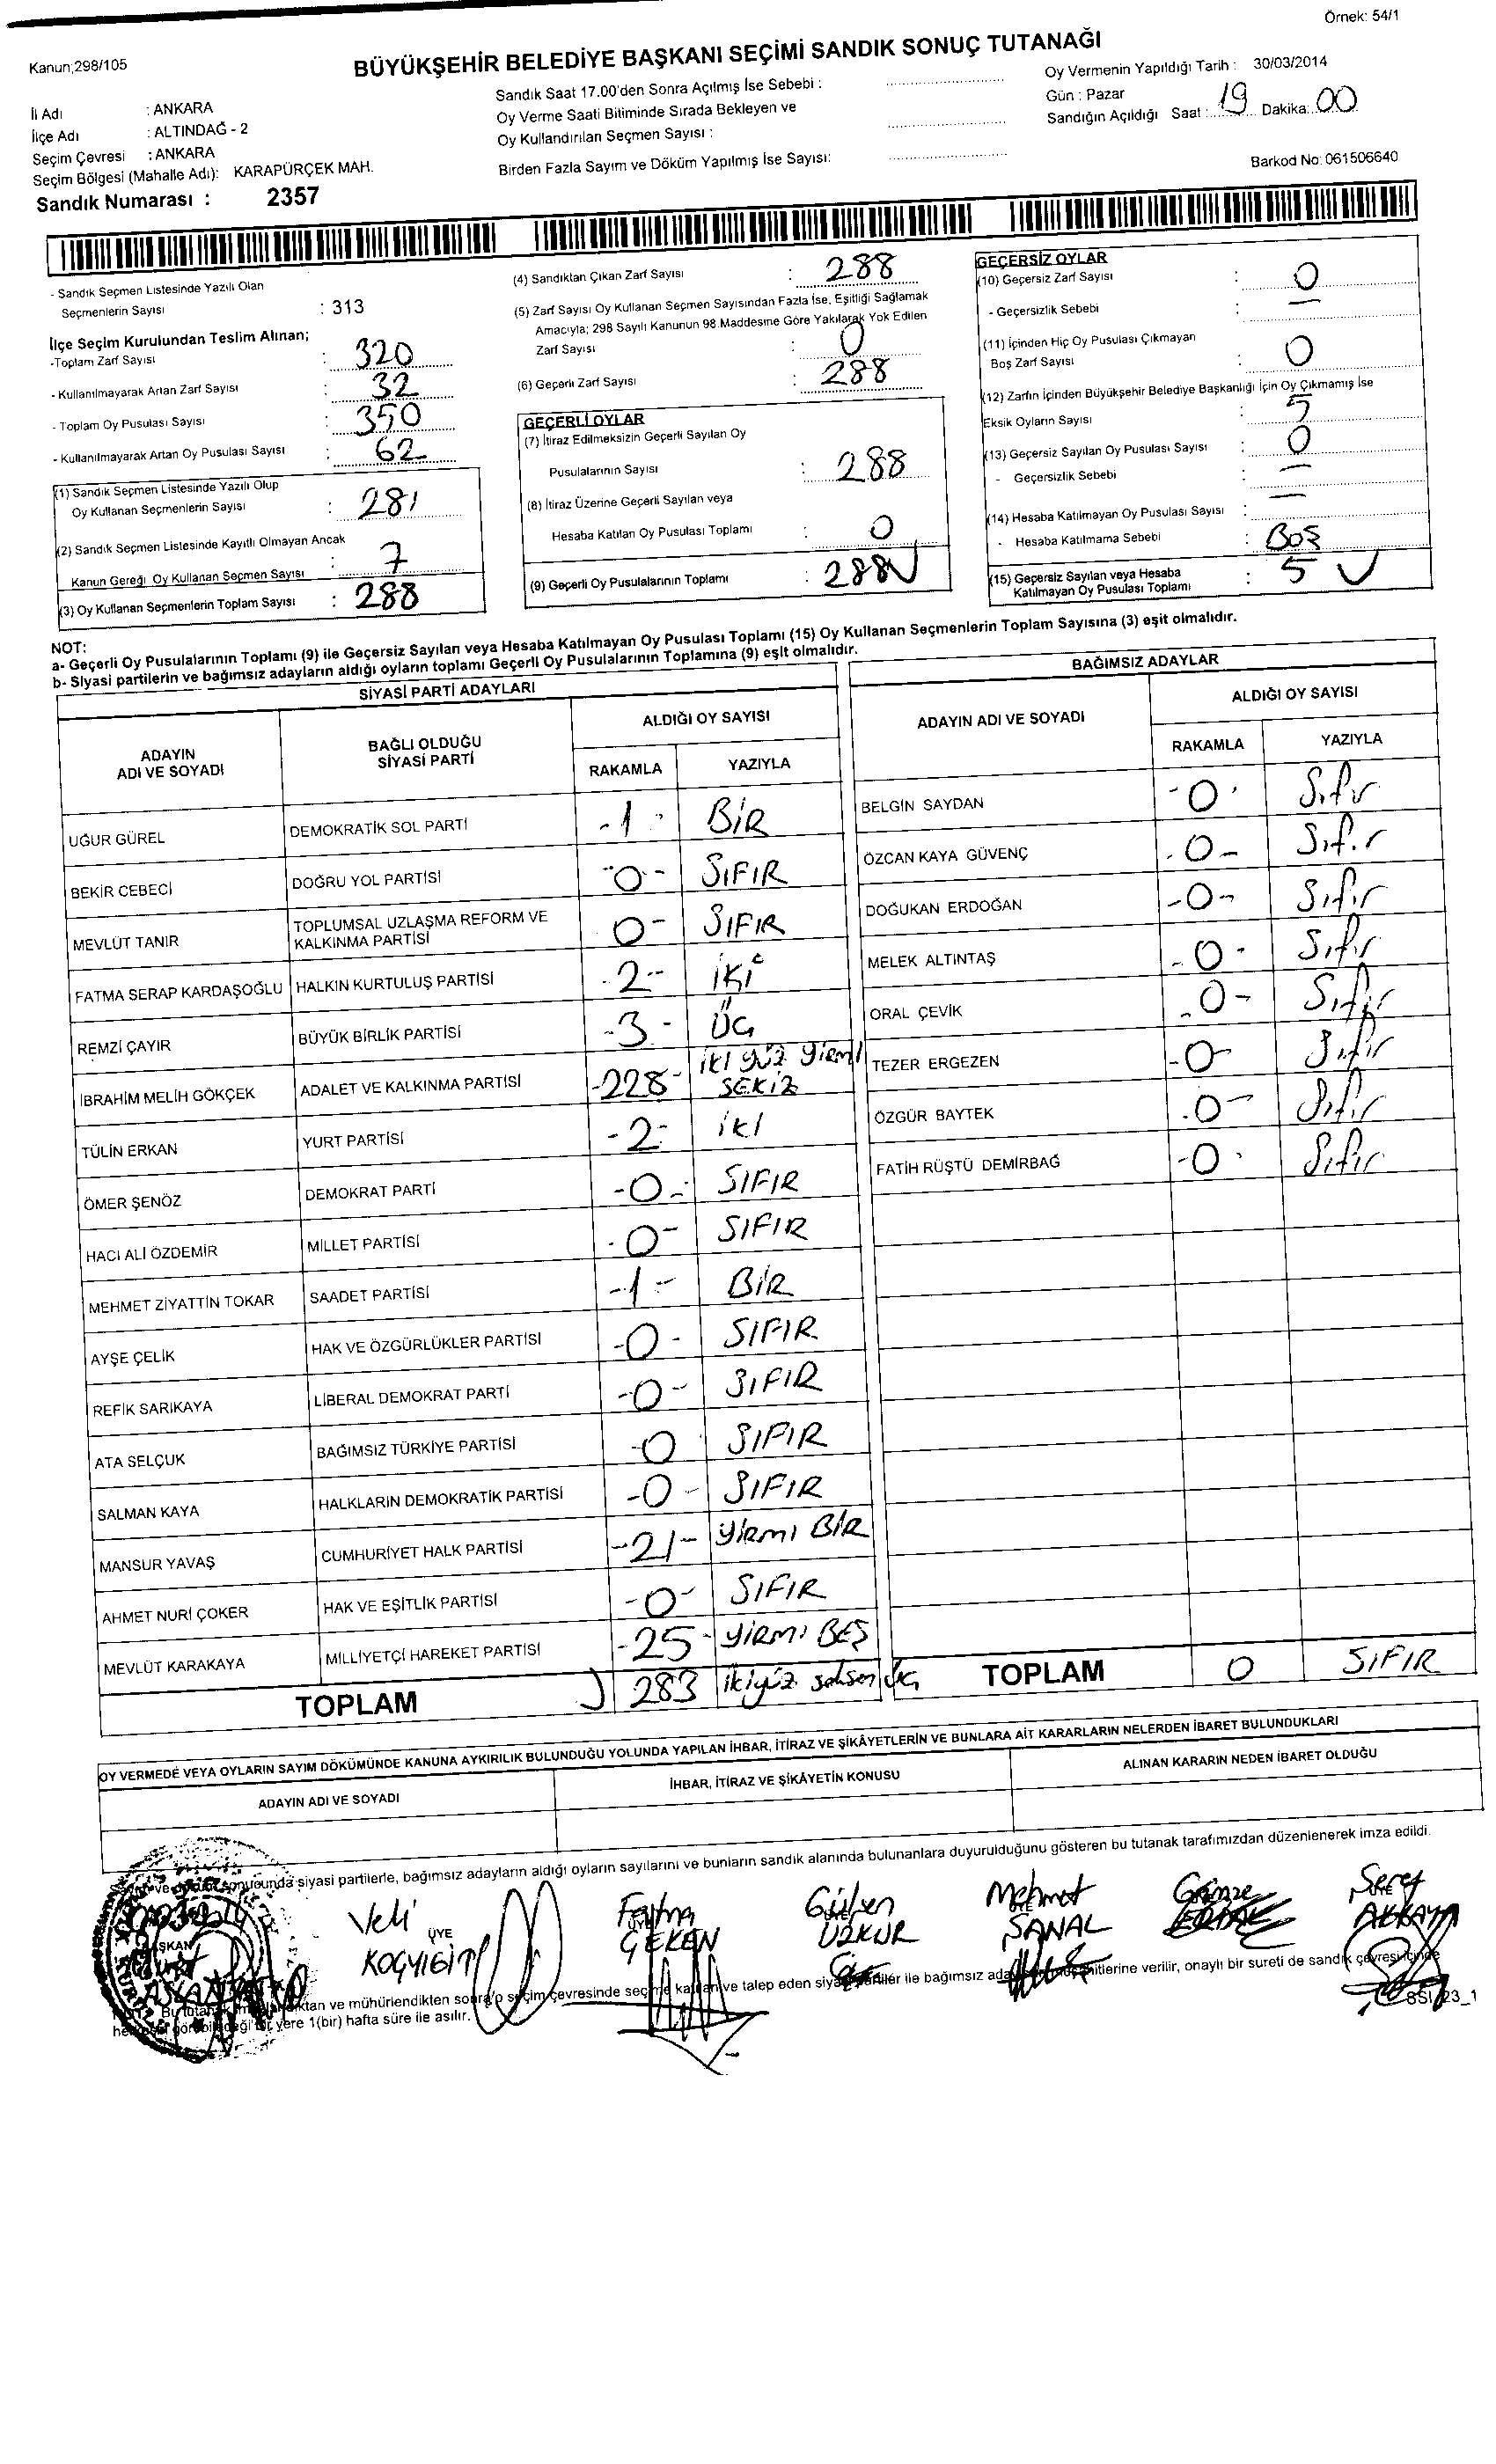 Örnek: 54/1
Kanun;298/105
BÜYÜKŞEHİR BELEDİYE BAŞKANI SEÇİMİ SANDIK SONUÇ TUTANAĞI
İl Adı : ANKARA
İlçe Adı : ALTINDAĞ - 2
Seçim Çevresi : ANKARA
Seçim Bölgesi (Mahalle Adı): KARAPÜRÇEK MAH.
Sandık Numarası : 2357
Sandık Saat 17.00'den Sonra Açılmış İse Sebebi :
Oy Verme Saati Bitiminde Sırada Bekleyen ve
Oy Kullandırılan Seçmen Sayısı :
Birden Fazla Sayım ve Döküm Yapılmış İse Sayısı:
Oy Vermenin Yapıldığı Tarih : 30/03/2014
Gün : Pazar
Sandığın Açıldığı Saat : 19 Dakika: 00
Barkod No: 061506640
- Sandık Seçmen Listesinde Yazılı Olan
Seçmenlerin Sayısı : 313
İlçe Seçim Kurulundan Teslim Alınan;
-Toplam Zarf Sayısı : 320
- Kullanılmayarak Artan Zarf Sayısı : 32
- Toplam Oy Pusulası Sayısı : 350
- Kullanılmayarak Artan Oy Pusulası Sayısı : 62
(1) Sandık Seçmen Listesinde Yazılı Olup
Oy Kullanan Seçmenlerin Sayısı : 281
(2) Sandık Seçmen Listesinde Kayıtlı Olmayan Ancak
Kanun Gereği Oy Kullanan Seçmen Sayısı : 7
(3) Oy Kullanan Seçmenlerin Toplam Sayısı : 288
(4) Sandıktan Çıkan Zarf Sayısı : 288
(5) Zarf Sayısı Oy Kullanan Seçmen Sayısından Fazla İse, Eşitliği Sağlamak
Amacıyla; 298 Sayılı Kanunun 98.Maddesine Göre Yakılarak Yok Edilen
Zarf Sayısı : 0
(6) Geçerli Zarf Sayısı : 288
GEÇERLİ OYLAR
(7) İtiraz Edilmeksizin Geçerli Sayılan Oy
Pusulalarının Sayısı : 288
(8) İtiraz Üzerine Geçerli Sayılan veya
Hesaba Katılan Oy Pusulası Toplamı : 0
(9) Geçerli Oy Pusulalarının Toplamı : 288
GEÇERSİZ OYLAR
(10) Geçersiz Zarf Sayısı : 0
- Geçersizlik Sebebi : —
(11) İçinden Hiç Oy Pusulası Çıkmayan
Boş Zarf Sayısı : 0
(12) Zarfın İçinden Büyükşehir Belediye Başkanlığı İçin Oy Çıkmamış İse
Eksik Oyların Sayısı : 5
(13) Geçersiz Sayılan Oy Pusulası Sayısı : 0
- Geçersizlik Sebebi : —
(14) Hesaba Katılmayan Oy Pusulası Sayısı : —
- Hesaba Katılmama Sebebi : BOŞ
(15) Geçersiz Sayılan veya Hesaba
Katılmayan Oy Pusulası Toplamı : 5
NOT:
a- Geçerli Oy Pusulalarının Toplamı (9) ile Geçersiz Sayılan veya Hesaba Katılmayan Oy Pusulası Toplamı (15) Oy Kullanan Seçmenlerin Toplam Sayısına (3) eşit olmalıdır.
b- Siyasi partilerin ve bağımsız adayların aldığı oyların toplamı Geçerli Oy Pusulalarının Toplamına (9) eşit olmalıdır.
SİYASİ PARTİ ADAYLARI
ADAYIN ADI VE SOYADI BAĞLI OLDUĞU SİYASİ PARTİ ALDIĞI OY SAYISI
RAKAMLA YAZIYLA
UĞUR GÜREL DEMOKRATİK SOL PARTİ -1- BİR
BEKİR CEBECİ DOĞRU YOL PARTİSİ -0- SIFIR
MEVLÜT TANIR TOPLUMSAL UZLAŞMA REFORM VE KALKINMA PARTİSİ 0- SIFIR
FATMA SERAP KARDAŞOĞLU HALKIN KURTULUŞ PARTİSİ -2- İKİ
REMZİ ÇAYIR BÜYÜK BİRLİK PARTİSİ -3- ÜÇ
İBRAHİM MELİH GÖKÇEK ADALET VE KALKINMA PARTİSİ -228- İKİ YÜZ YİRMİ SEKİZ
TÜLİN ERKAN YURT PARTİSİ -2- İKİ
ÖMER ŞENÖZ DEMOKRAT PARTİ -0- SIFIR
HACI ALİ ÖZDEMİR MİLLET PARTİSİ -0- SIFIR
MEHMET ZİYATTİN TOKAR SAADET PARTİSİ -1- BİR
AYŞE ÇELİK HAK VE ÖZGÜRLÜKLER PARTİSİ -0- SIFIR
REFİK SARIKAYA LİBERAL DEMOKRAT PARTİ -0- SIFIR
ATA SELÇUK BAĞIMSIZ TÜRKİYE PARTİSİ -0 SIFIR
SALMAN KAYA HALKLARIN DEMOKRATİK PARTİSİ -0- SIFIR
MANSUR YAVAŞ CUMHURİYET HALK PARTİSİ -21- YİRMİ BİR
AHMET NURİ ÇOKER HAK VE EŞİTLİK PARTİSİ -0- SIFIR
MEVLÜT KARAKAYA MİLLİYETÇİ HAREKET PARTİSİ -25- YİRMİ BEŞ
TOPLAM 283 ikiyüz seksen üç
BAĞIMSIZ ADAYLAR
ADAYIN ADI VE SOYADI ALDIĞI OY SAYISI
RAKAMLA YAZIYLA
BELGİN SAYDAN -0- Sıfır
ÖZCAN KAYA GÜVENÇ -0- Sıfır
DOĞUKAN ERDOĞAN -0- Sıfır
MELEK ALTINTAŞ -0- Sıfır
ORAL ÇEVİK -0- Sıfır
TEZER ERGEZEN -0- Sıfır
ÖZGÜR BAYTEK -0- Sıfır
FATİH RÜŞTÜ DEMİRBAĞ -0- Sıfır
TOPLAM 0 SIFIR
OY VERMEDE VEYA OYLARIN SAYIM DÖKÜMÜNDE KANUNA AYKIRILIK BULUNDUĞU YOLUNDA YAPILAN İHBAR, İTİRAZ VE ŞİKÂYETLERİN VE BUNLARA AİT KARARLARIN NELERDEN İBARET BULUNDUKLARI
ADAYIN ADI VE SOYADI İHBAR, İTİRAZ VE ŞİKÂYETİN KONUSU ALINAN KARARIN NEDEN İBARET OLDUĞU
sonucunda siyasi partilerle, bağımsız adayların aldığı oyların sayılarını ve bunların sandık alanında bulunanlara duyurulduğunu gösteren bu tutanak tarafımızdan düzenlenerek imza edildi.
Veli ÜYE KOÇYİĞİT
Fatma ÜYE GEKEN
Gülşen
Mehmet SANAL
Gamze
Şeref AKKAYA
Bu tutanak ve mühürlendikten sonra o seçim çevresinde seçime katılan ve talep eden siyasi partiler ile bağımsız verilir, onaylı bir sureti de sandık çevresi içinde
yere 1(bir) hafta süre ile asılır.